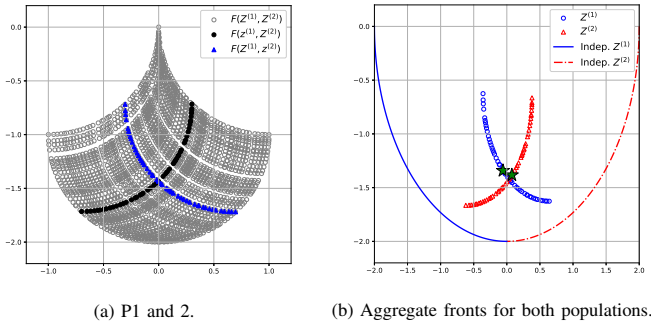 F(Z^(1), Z^(2))
F(z^(1), Z^(2))
F(Z^(1), z^(2))
0.0
−0.5
−1.0
−1.5
−2.0
−1.0 −0.5 0.0 0.5 1.0
Z^(1)
Z^(2)
Indep. Z^(1)
Indep. Z^(2)
0.0
−0.5
−1.0
−1.5
−2.0
−2.0 −1.5 −1.0 −0.5 0.0 0.5 1.0 1.5 2.0
(a) P1 and 2.
(b) Aggregate fronts for both populations.